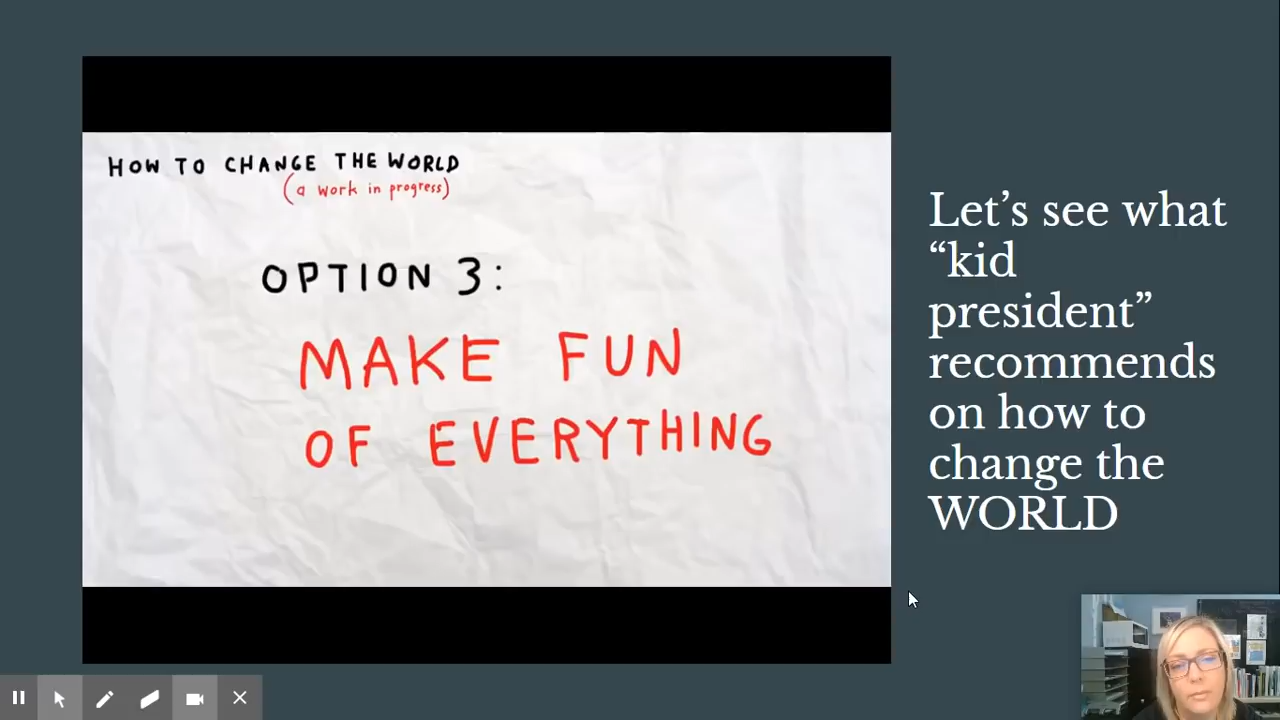 HOW TO CHANGE THE WORLD
(a work in progress)
OPTION 3:
MAKE FUN
OF EVERYTHING
Let’s see what
“kid
president”
recommends
on how to
change the
WORLD